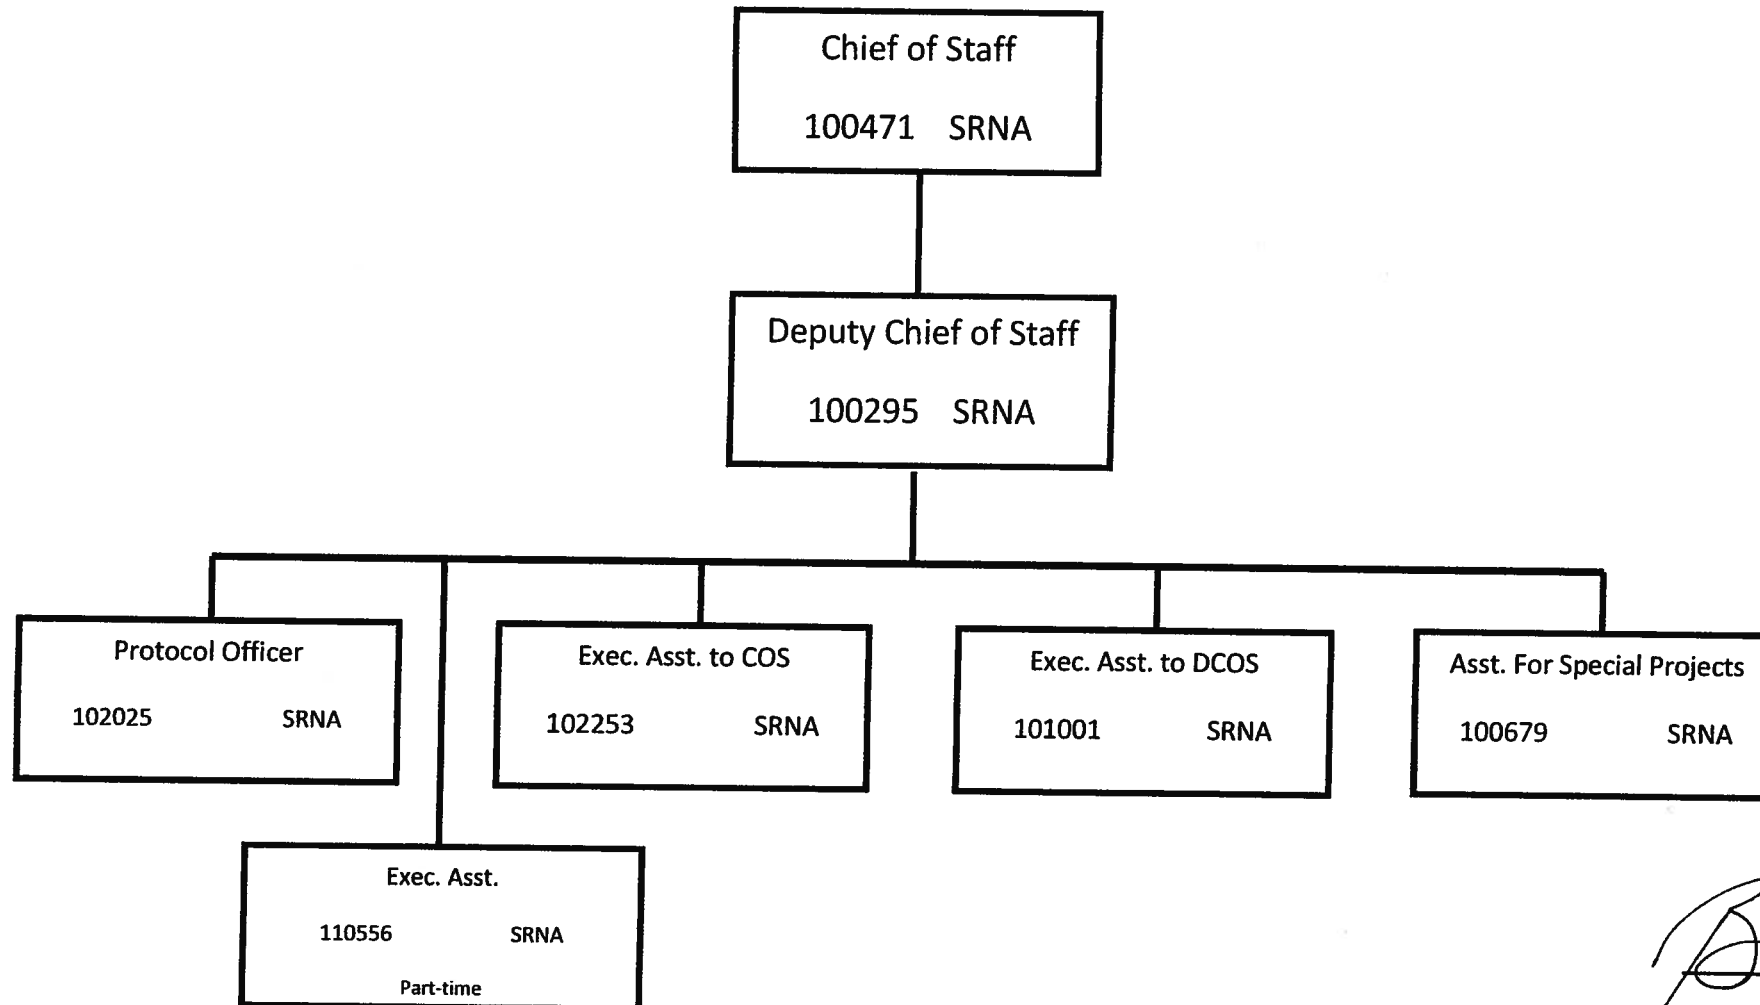 Chief of Staff
100471 SRNA
Deputy Chief of Staff
100295 SRNA
Protocol Officer
102025 SRNA
Exec. Asst. to COS
102253 SRNA
Exec. Asst. to DCOS
101001 SRNA
Asst. For Special Projects
100679 SRNA
Exec. Asst.
110556 SRNA
Part-time